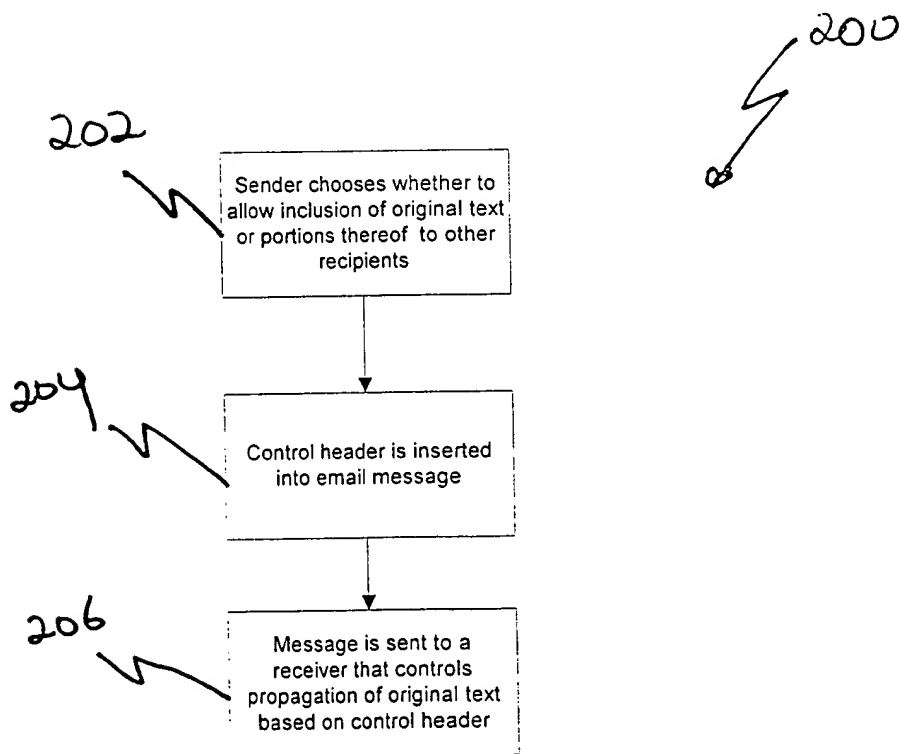 200
202
Sender chooses whether to
allow inclusion of original text
or portions thereof to other
recipients
204
Control header is inserted
into email message
206
Message is sent to a
receiver that controls
propagation of original text
based on control header